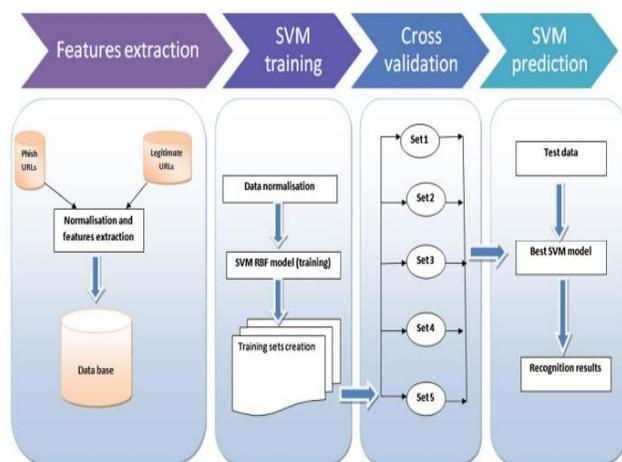 Features extraction
SVM
training
Cross
validation
SVM
prediction
Phish
URLs
Legitimate
URLs
Normalisation and
features extraction
Data base
Data normalisation
SVM RBF model (training)
Training sets creation
Set1
Set2
Set3
Set4
Set5
Test data
Best SVM model
Recognition results